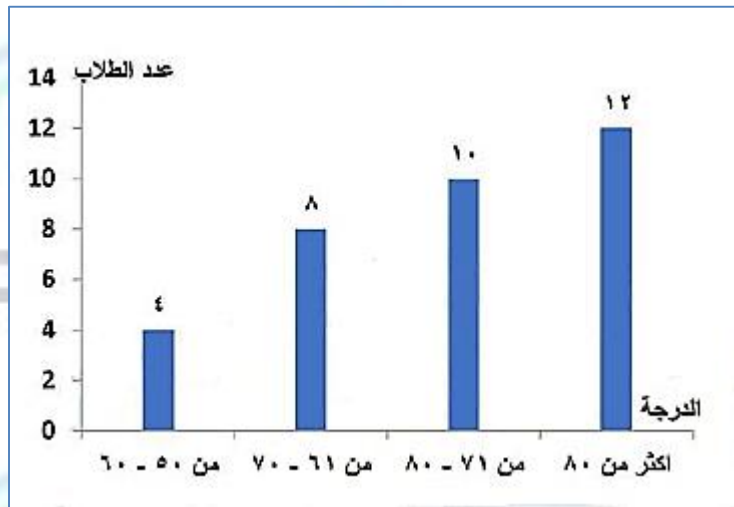 عدد الطلاب
14
12
10
8
6
4
2
0
٤
٨
١٠
١٢
الدرجة
من ٥٠ - ٦٠
من ٦١ - ٧٠
من ٧١ - ٨٠
اكثر من ٨٠